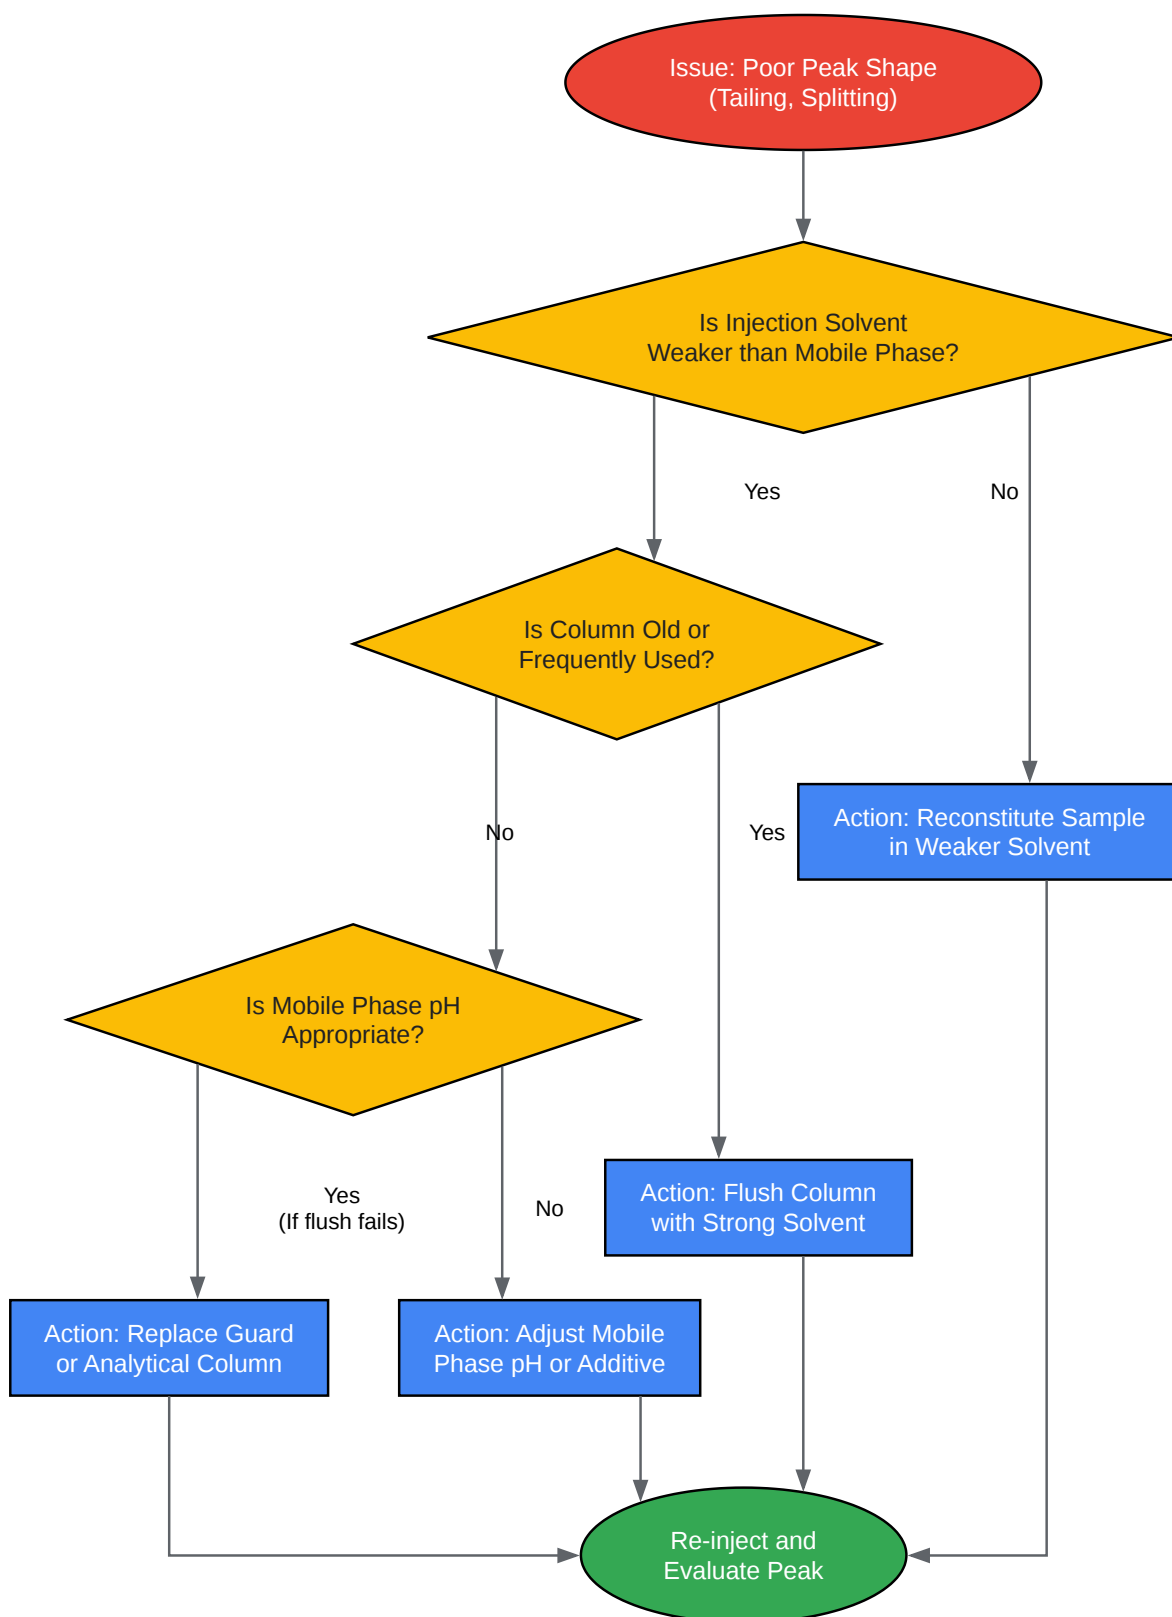 Issue: Poor Peak Shape
(Tailing, Splitting)
Is Injection Solvent
Weaker than Mobile Phase?
Yes
No
Is Column Old or
Frequently Used?
No
Yes
Action: Reconstitute Sample
in Weaker Solvent
Is Mobile Phase pH
Appropriate?
Yes
(If flush fails)
No
Action: Flush Column
with Strong Solvent
Action: Replace Guard
or Analytical Column
Action: Adjust Mobile
Phase pH or Additive
Re-inject and
Evaluate Peak